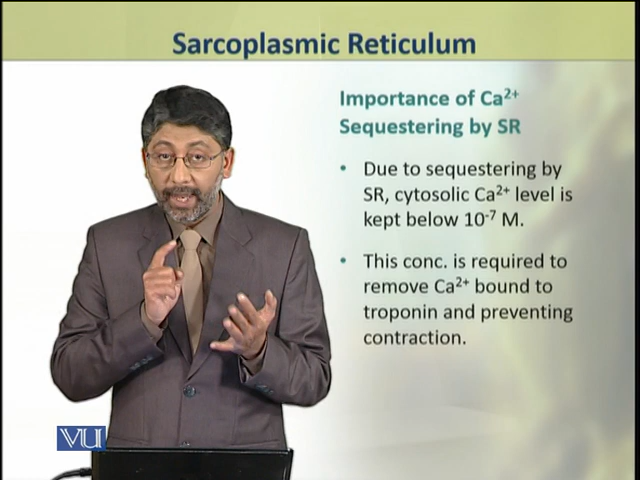 Sarcoplasmic Reticulum
Importance of Ca²⁺
Sequestering by SR
• Due to sequestering by
SR, cytosolic Ca²⁺ level is
kept below 10⁻⁷ M.
• This conc. is required to
remove Ca²⁺ bound to
troponin and preventing
contraction.
VU